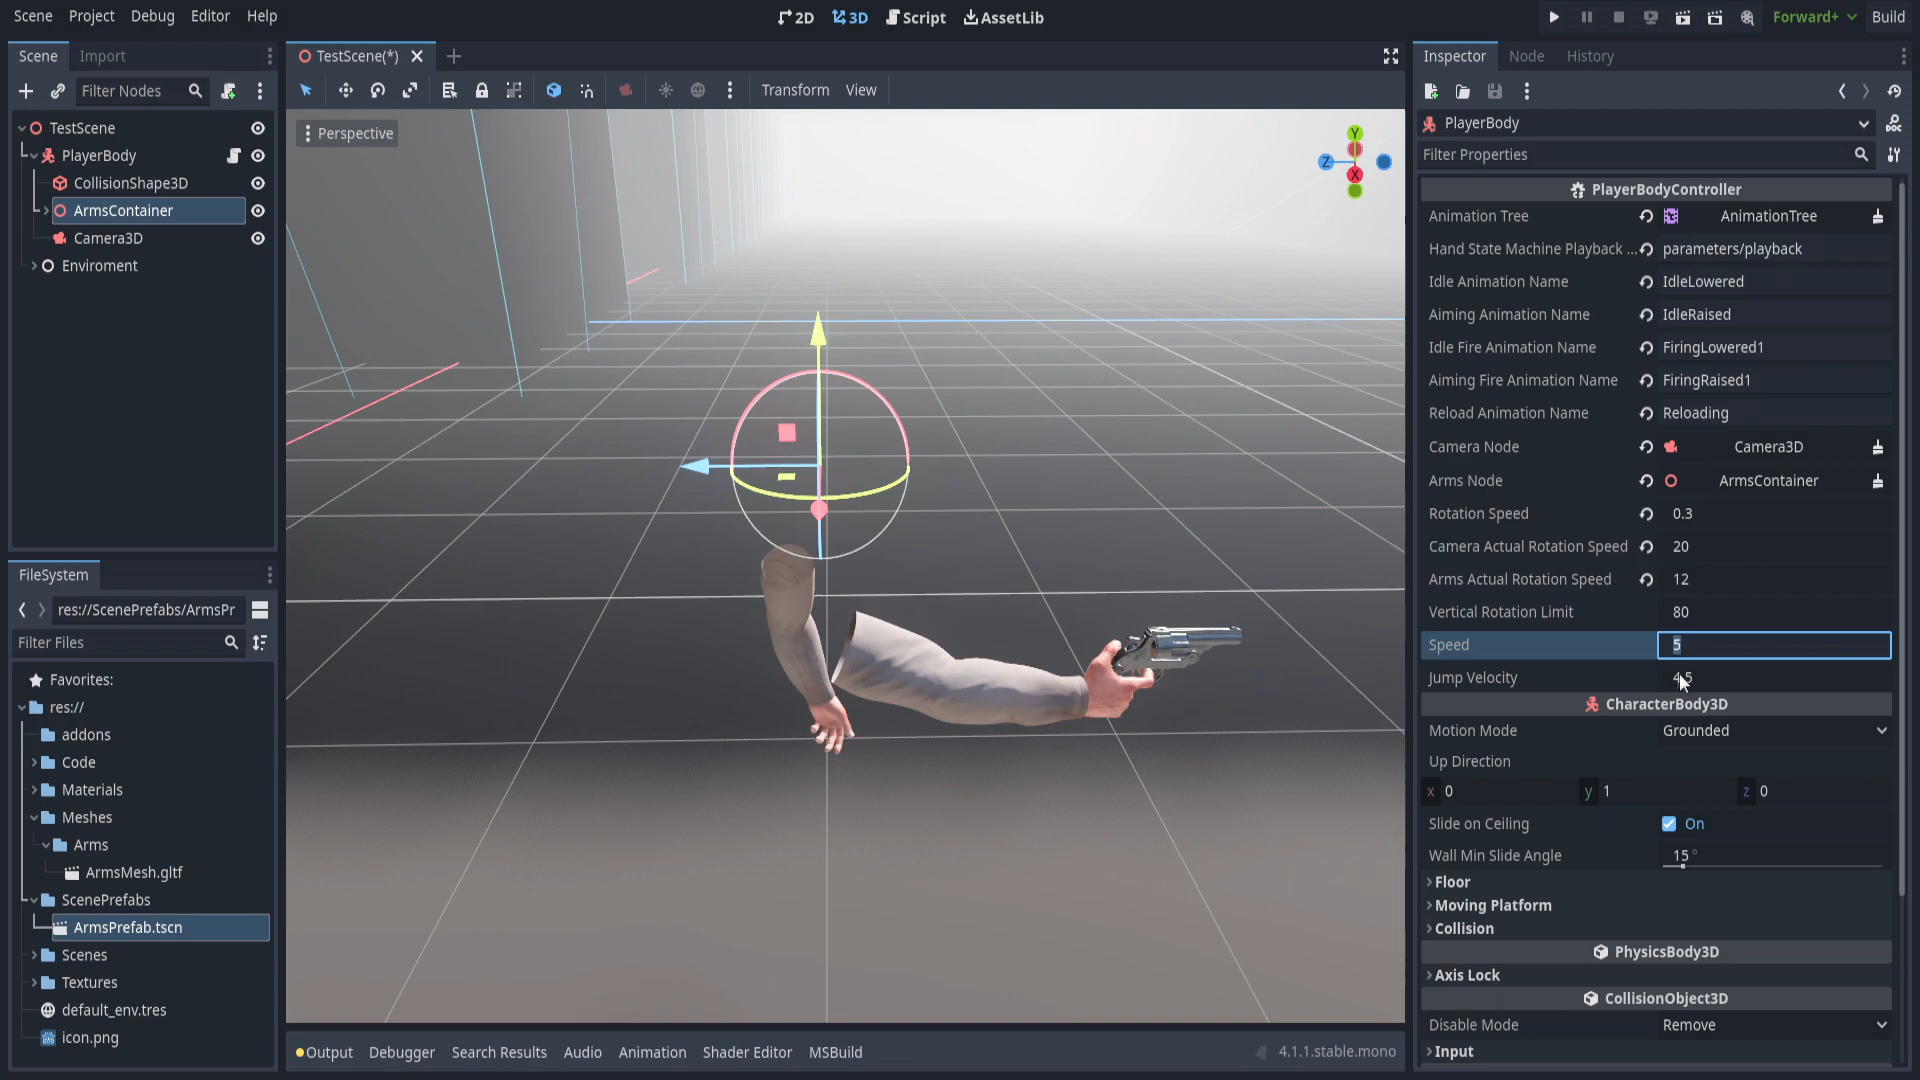 Scene Project Debug Editor Help
2D 3D Script AssetLib
Forward+ Build
Scene Import
Filter Nodes
TestScene
PlayerBody
CollisionShape3D
ArmsContainer
Camera3D
Enviroment
FileSystem
res://ScenePrefabs/ArmsPr
Filter Files
Favorites:
res://
addons
Code
Materials
Meshes
Arms
ArmsMesh.gltf
ScenePrefabs
ArmsPrefab.tscn
Scenes
Textures
default_env.tres
icon.png
TestScene(*)
Transform View
Perspective
Y
Z
X
Output Debugger Search Results Audio Animation Shader Editor MSBuild
4.1.1.stable.mono
Inspector Node History
PlayerBody
Filter Properties
PlayerBodyController
Animation Tree AnimationTree
Hand State Machine Playback ... parameters/playback
Idle Animation Name IdleLowered
Aiming Animation Name IdleRaised
Idle Fire Animation Name FiringLowered1
Aiming Fire Animation Name FiringRaised1
Reload Animation Name Reloading
Camera Node Camera3D
Arms Node ArmsContainer
Rotation Speed 0.3
Camera Actual Rotation Speed 20
Arms Actual Rotation Speed 12
Vertical Rotation Limit 80
Speed 5
Jump Velocity 4.5
CharacterBody3D
Motion Mode Grounded
Up Direction
x 0 y 1 z 0
Slide on Ceiling On
Wall Min Slide Angle 15 °
Floor
Moving Platform
Collision
PhysicsBody3D
Axis Lock
CollisionObject3D
Disable Mode Remove
Input